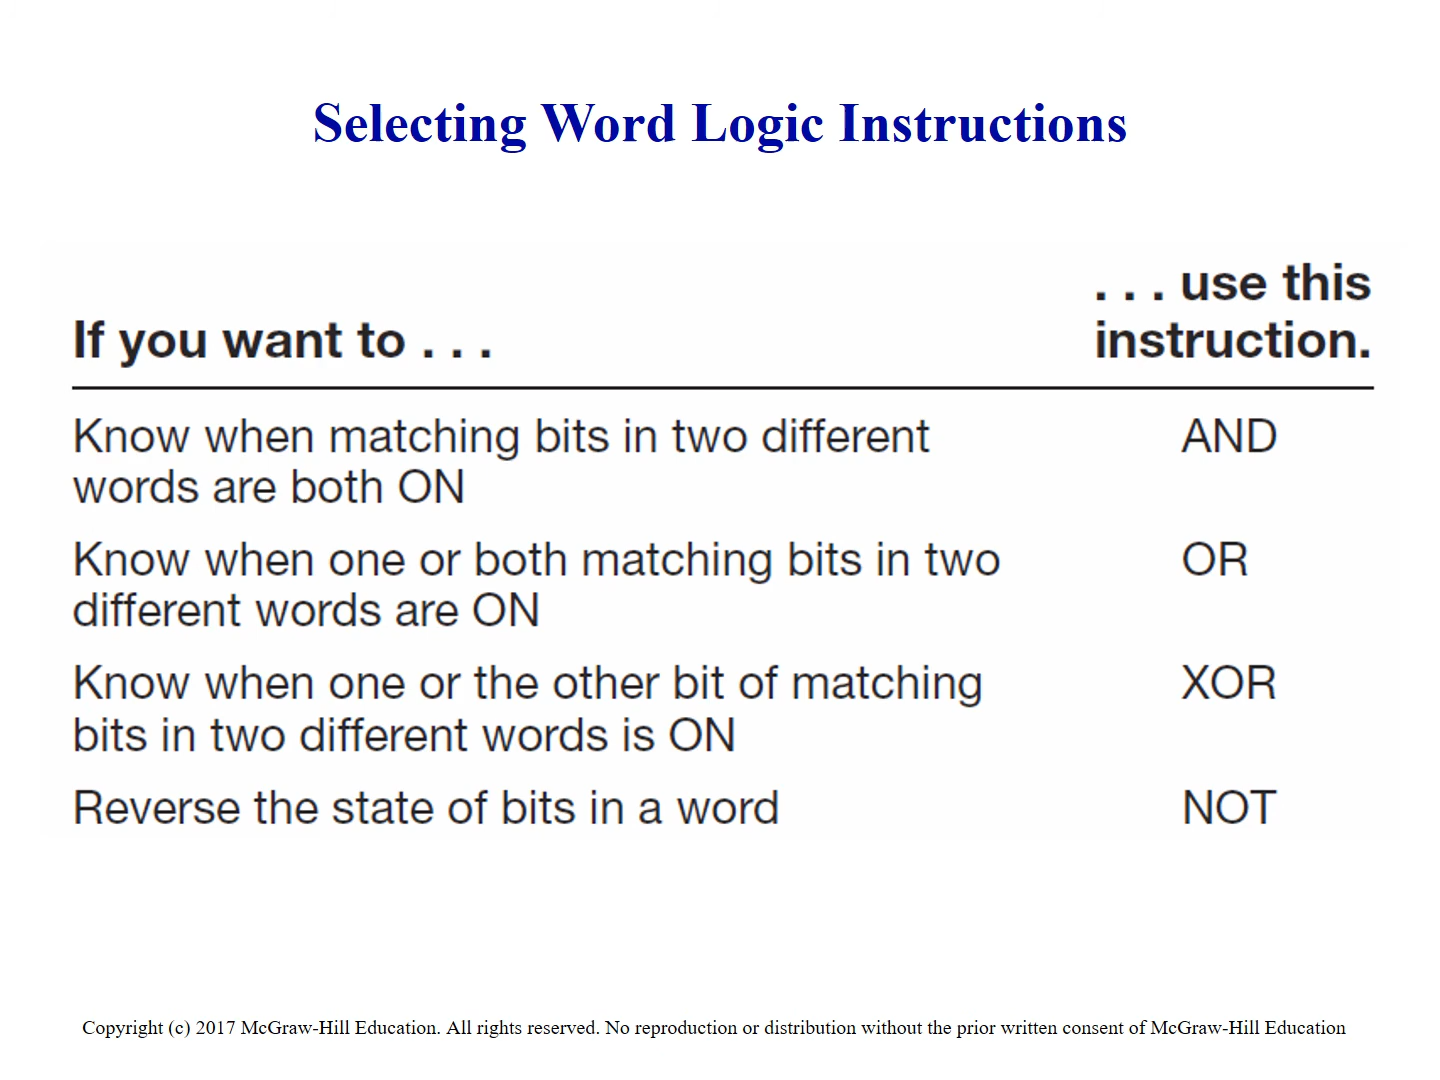 Selecting Word Logic Instructions
. . . use this
If you want to . . . instruction.
Know when matching bits in two different AND
words are both ON
Know when one or both matching bits in two OR
different words are ON
Know when one or the other bit of matching XOR
bits in two different words is ON
Reverse the state of bits in a word NOT
Copyright (c) 2017 McGraw-Hill Education. All rights reserved. No reproduction or distribution without the prior written consent of McGraw-Hill Education